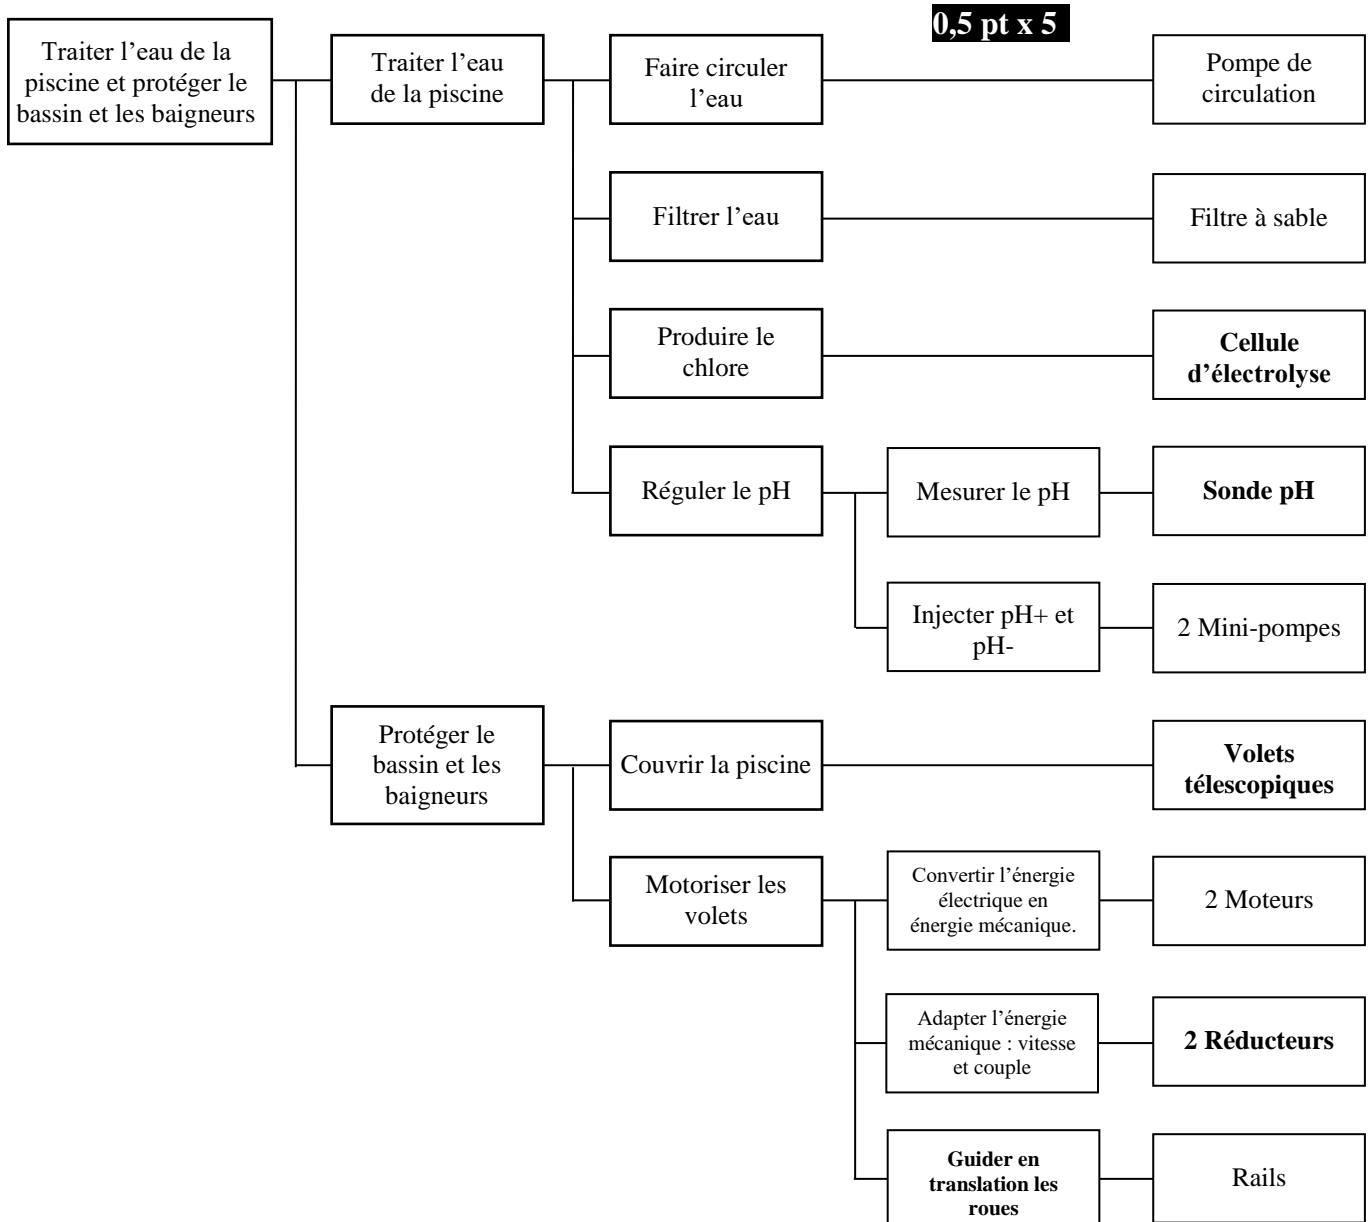 0,5 pt x 5
Traiter l’eau de la
piscine et protéger le
bassin et les baigneurs
Traiter l’eau
de la piscine
Faire circuler
l’eau
Pompe de
circulation
Filtrer l’eau
Filtre à sable
Produire le
chlore
Cellule
d’électrolyse
Réguler le pH
Mesurer le pH
Sonde pH
Injecter pH+ et
pH-
2 Mini-pompes
Protéger le
bassin et les
baigneurs
Couvrir la piscine
Volets
télescopiques
Motoriser les
volets
Convertir l’énergie
électrique en
énergie mécanique.
2 Moteurs
Adapter l’énergie
mécanique : vitesse
et couple
2 Réducteurs
Guider en
translation les
roues
Rails